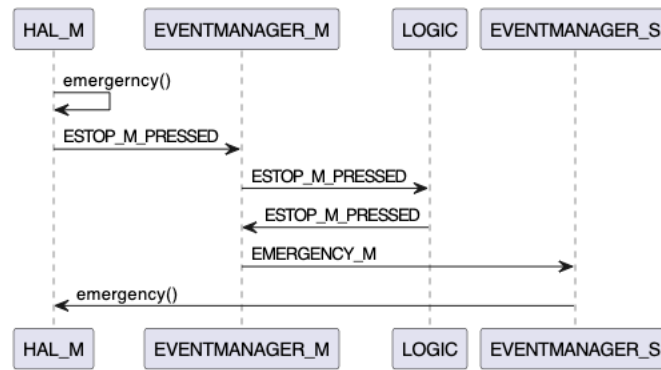 HAL_M EVENTMANAGER_M LOGIC EVENTMANAGER_S
emergerncy()
ESTOP_M_PRESSED
ESTOP_M_PRESSED
ESTOP_M_PRESSED
EMERGENCY_M
emergency()
HAL_M EVENTMANAGER_M LOGIC EVENTMANAGER_S